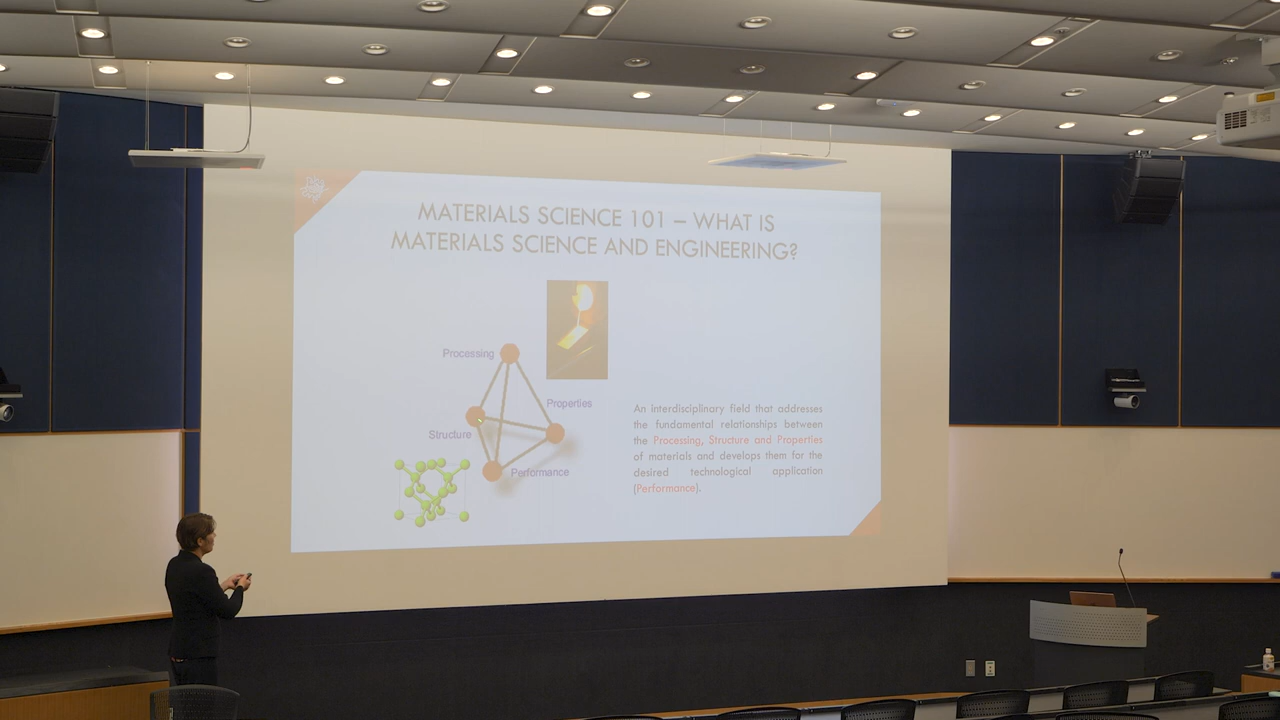 MATERIALS SCIENCE 101 – WHAT IS
MATERIALS SCIENCE AND ENGINEERING?
Processing
Properties
Structure
Performance
An interdisciplinary field that addresses
the fundamental relationships between
the Processing, Structure and Properties
of materials and develops them for the
desired technological application
(Performance).